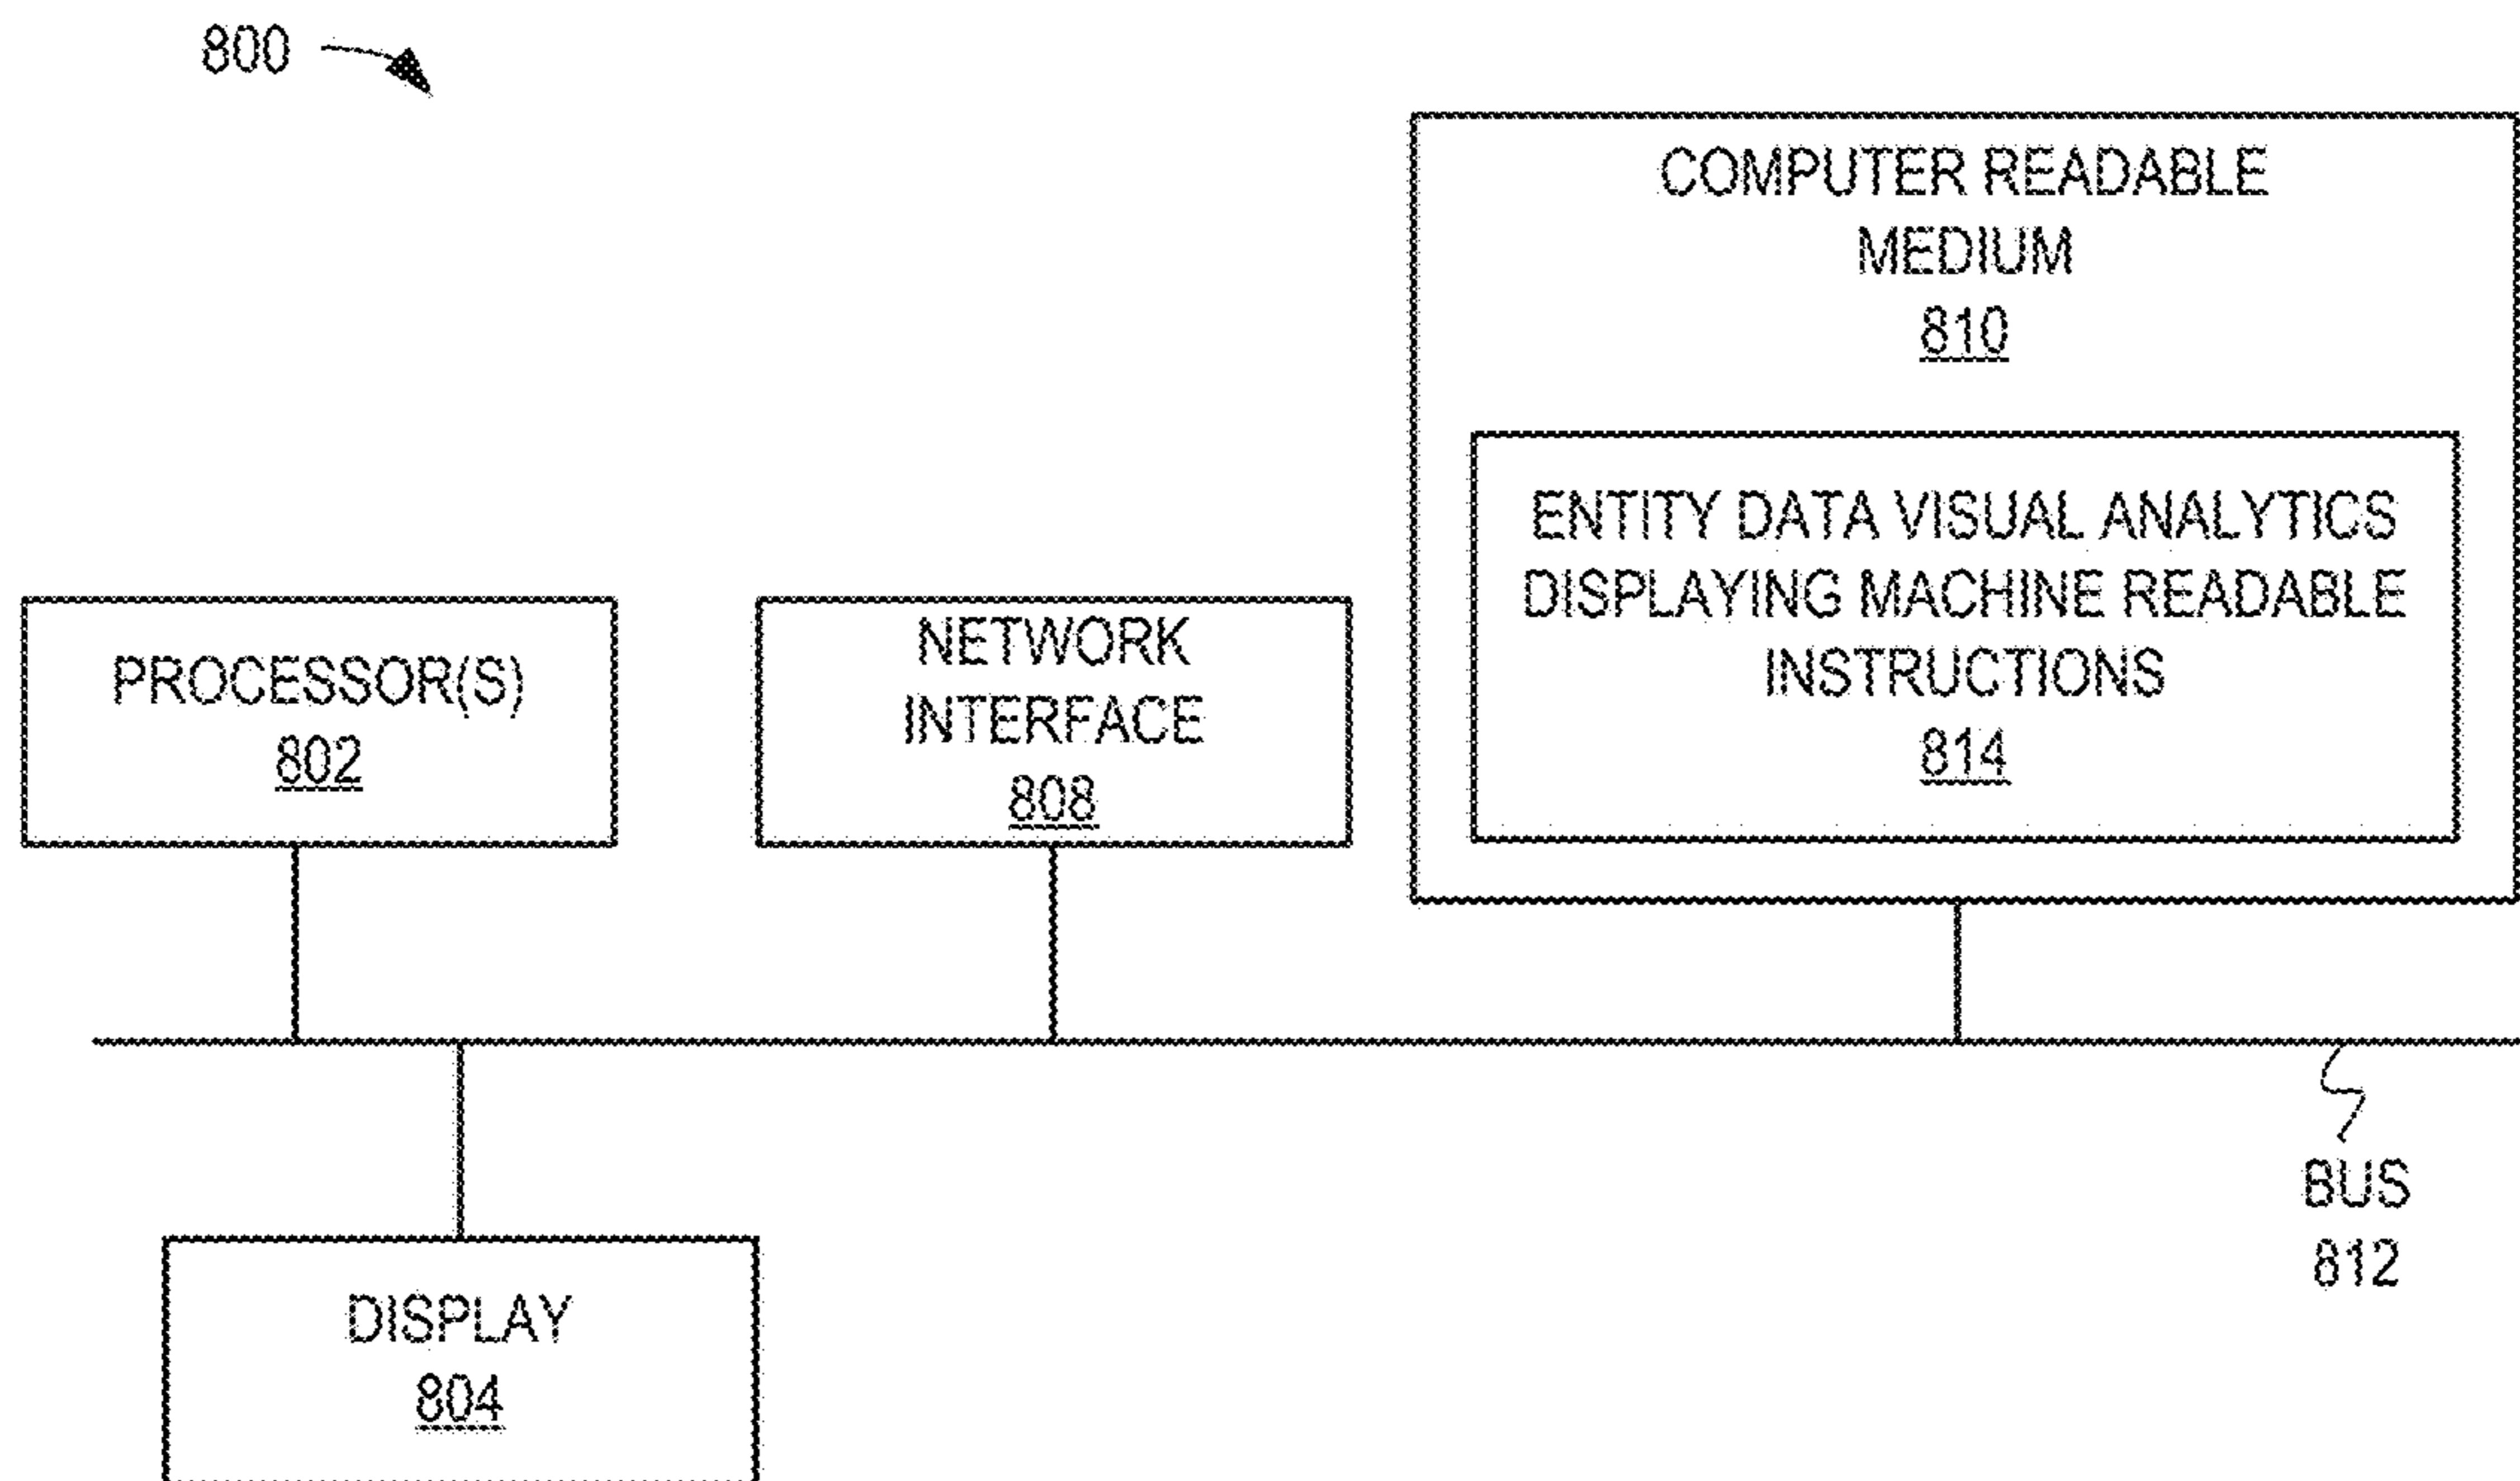 800
COMPUTER READABLE
MEDIUM
810
ENTITY DATA VISUAL ANALYTICS
DISPLAYING MACHINE READABLE
INSTRUCTIONS
814
PROCESSOR(S)
802
NETWORK
INTERFACE
808
BUS
812
DISPLAY
804